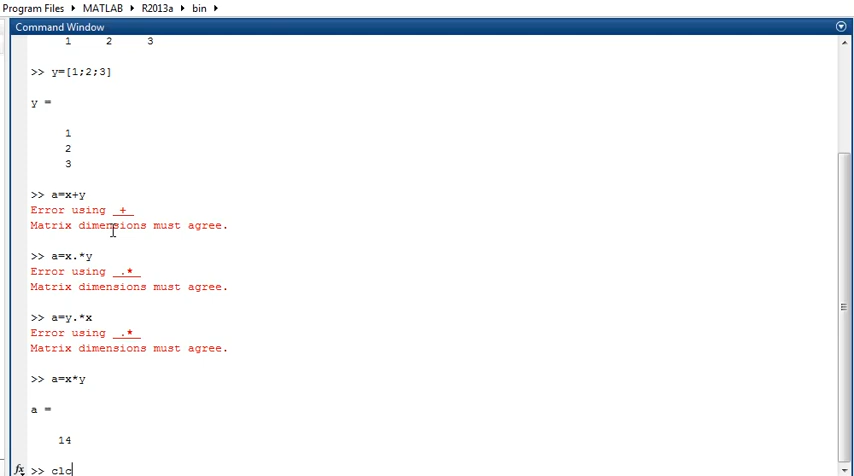 Program Files ▸ MATLAB ▸ R2013a ▸ bin ▸
Command Window
1 2 3
>> y=[1;2;3]
y =
1
2
3
>> a=x+y
Error using +
Matrix dimensions must agree.
>> a=x.*y
Error using .*
Matrix dimensions must agree.
>> a=y.*x
Error using .*
Matrix dimensions must agree.
>> a=x*y
a =
14
fx >> clc